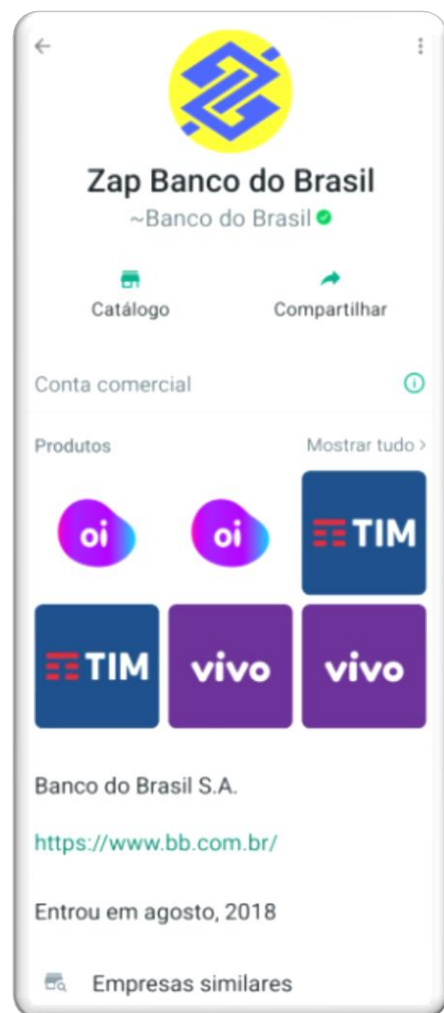 Zap Banco do Brasil
~Banco do Brasil
Catálogo
Compartilhar
Conta comercial
Produtos
Mostrar tudo >
oi
oi
TIM
TIM
vivo
vivo
Banco do Brasil S.A.
https://www.bb.com.br/
Entrou em agosto, 2018
Empresas similares